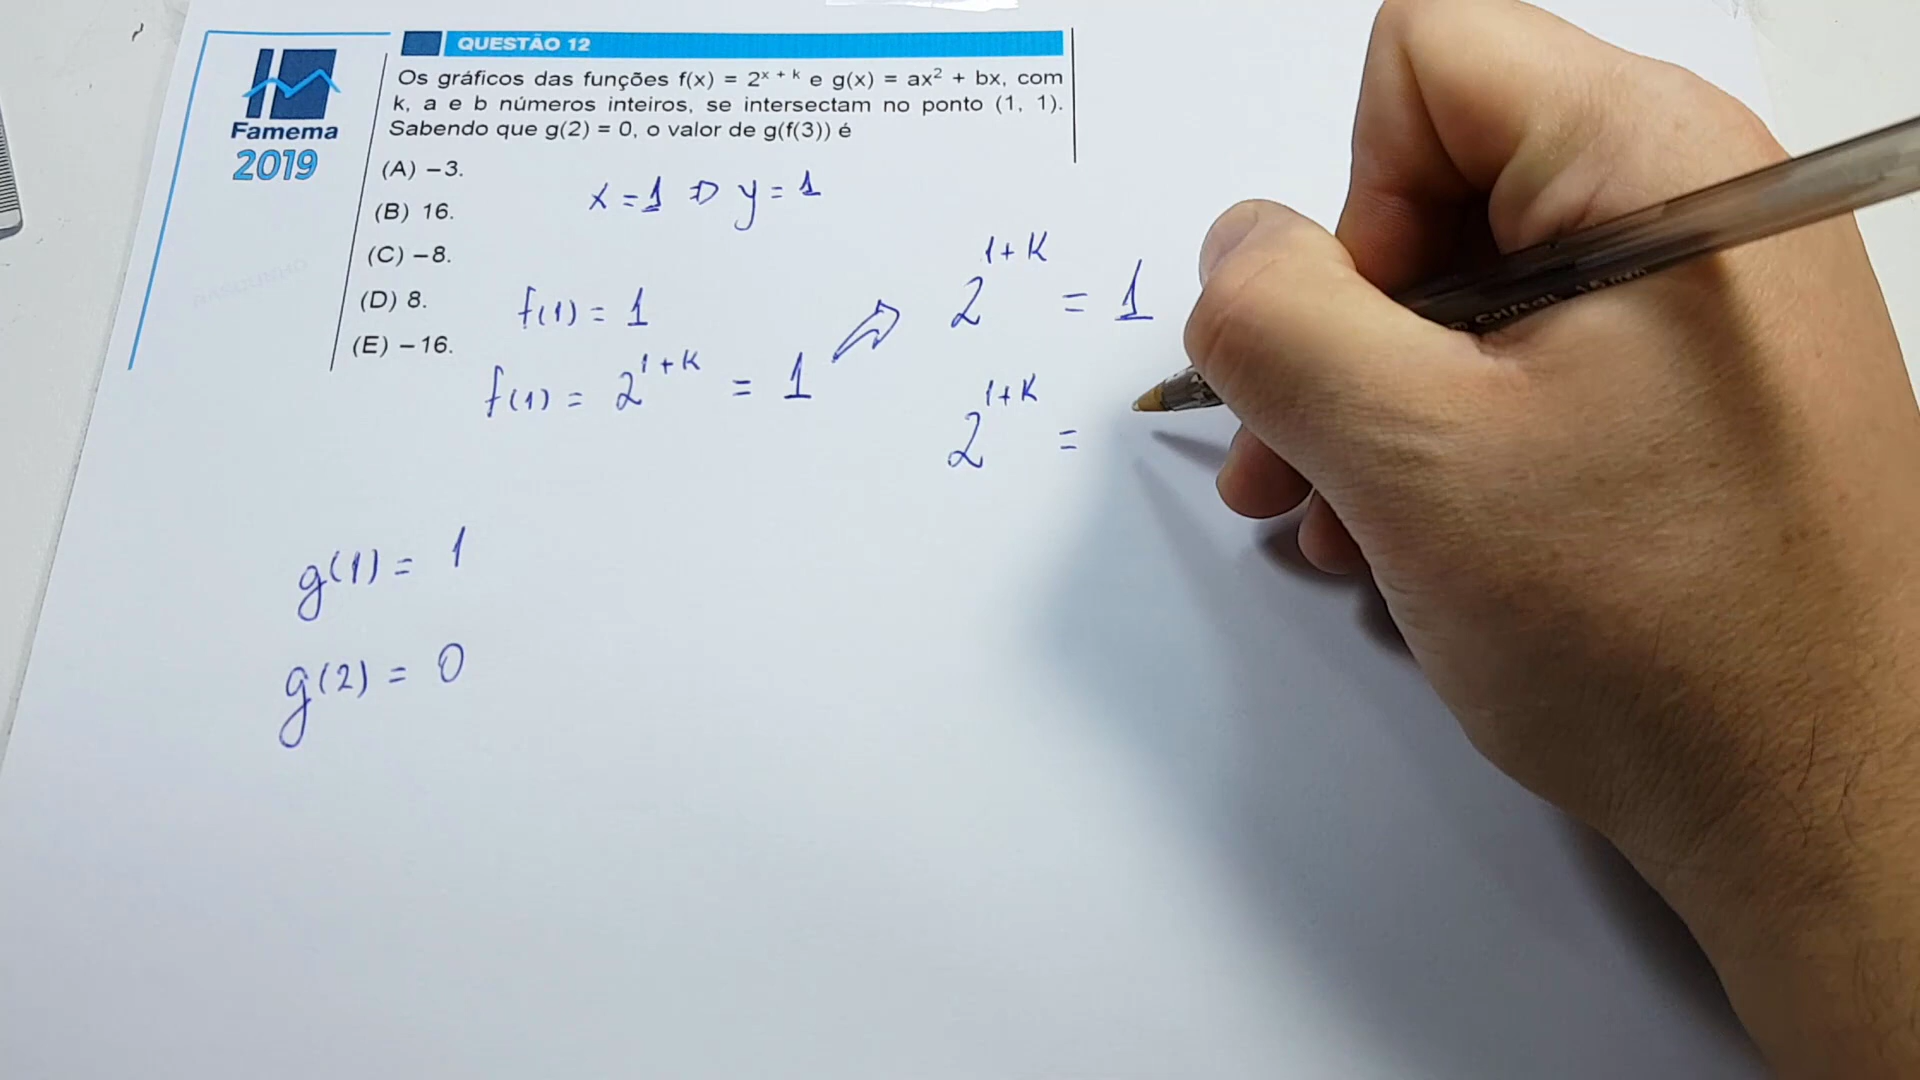 QUESTÃO 12
Os gráficos das funções f(x) = 2^(x + k) e g(x) = ax² + bx, com
k, a e b números inteiros, se intersectam no ponto (1, 1).
Sabendo que g(2) = 0, o valor de g(f(3)) é
Famema
2019
(A) –3.
(B) 16.
(C) –8.
(D) 8.
(E) –16.
x = 1 ⇒ y = 1
f(1) = 1
f(1) = 2^(1+K) = 1
2^(1+K) = 1
2^(1+K) =
g(1) = 1
g(2) = 0